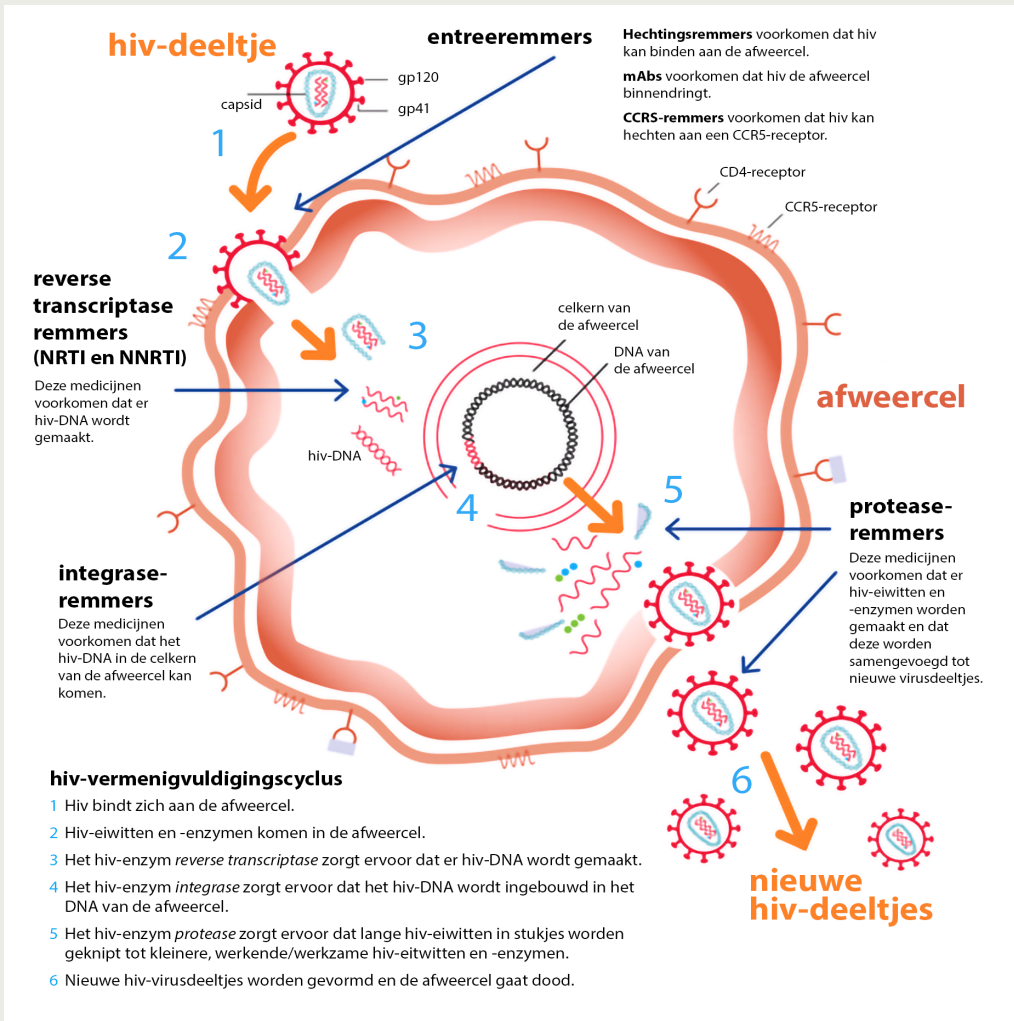 hiv-deeltje
capsid
gp120
gp41
1
entreeremmers
Hechtingsremmers voorkomen dat hiv
kan binden aan de afweercel.
mAbs voorkomen dat hiv de afweercel
binnendringt.
CCRS-remmers voorkomen dat hiv kan
hechten aan een CCR5-receptor.
CD4-receptor
CCR5-receptor
2
reverse
transcriptase
remmers
(NRTI en NNRTI)
Deze medicijnen
voorkomen dat er
hiv-DNA wordt
gemaakt.
3
hiv-DNA
celkern van
de afweercel
DNA van
de afweercel
afweercel
4
5
integrase-
remmers
Deze medicijnen
voorkomen dat het
hiv-DNA in de celkern
van de afweercel kan
komen.
protease-
remmers
Deze medicijnen
voorkomen dat er
hiv-eiwitten en
-enzymen worden
gemaakt en dat
deze worden
samengevoegd tot
nieuwe virusdeeltjes.
6
nieuwe
hiv-deeltjes
hiv-vermenigvuldigingscyclus
1 Hiv bindt zich aan de afweercel.
2 Hiv-eiwitten en -enzymen komen in de afweercel.
3 Het hiv-enzym reverse transcriptase zorgt ervoor dat er hiv-DNA wordt gemaakt.
4 Het hiv-enzym integrase zorgt ervoor dat het hiv-DNA wordt ingebouwd in het
DNA van de afweercel.
5 Het hiv-enzym protease zorgt ervoor dat lange hiv-eiwitten in stukjes worden
geknipt tot kleinere, werkende/werkzame hiv-eitwitten en -enzymen.
6 Nieuwe hiv-virusdeeltjes worden gevormd en de afweercel gaat dood.